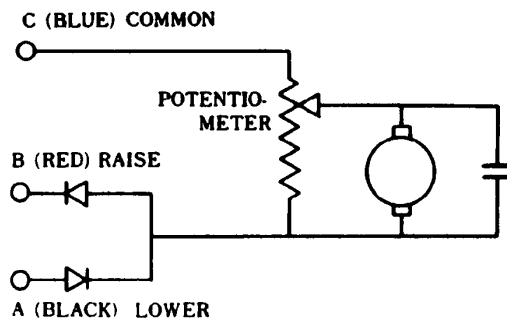 C (BLUE) COMMON
POTENTIO-
METER
B (RED) RAISE
A (BLACK) LOWER